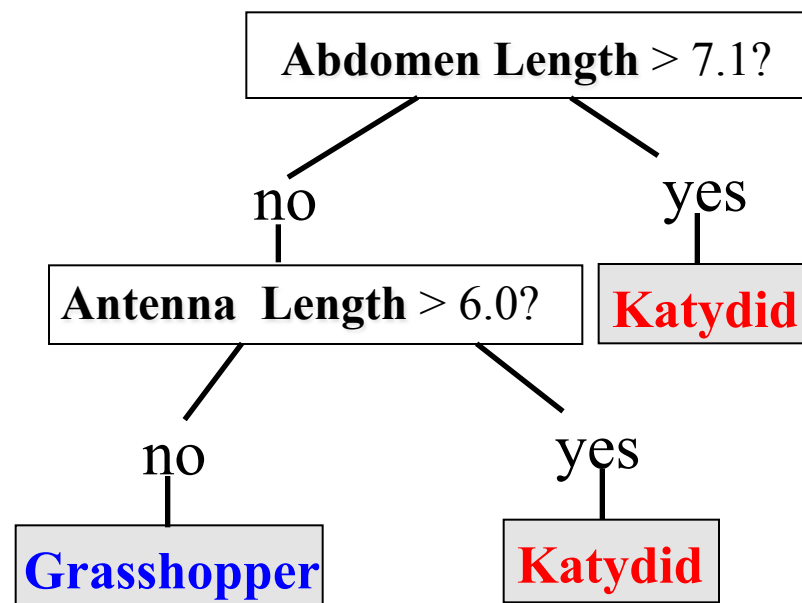 Abdomen Length > 7.1?
no
yes
Antenna Length > 6.0?
Katydid
no
yes
Grasshopper
Katydid